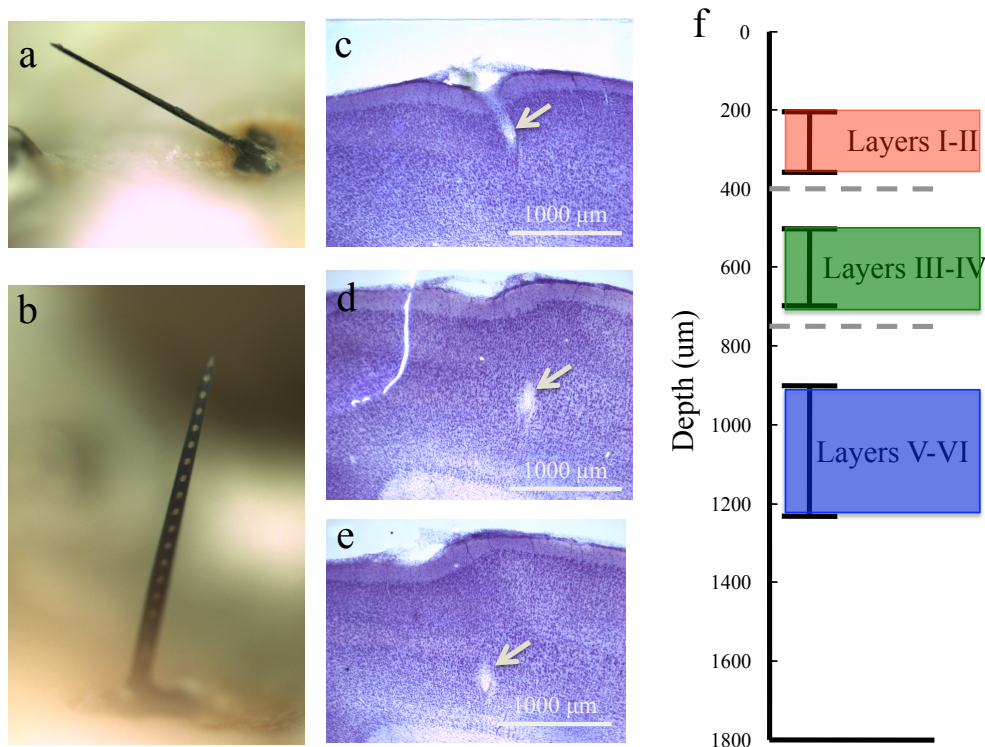 a
b
c
1000 µm
d
1000 µm
e
1000 µm
f
Depth (um)
0
200
400
600
800
1000
1200
1400
1600
1800
Layers I-II
Layers III-IV
Layers V-VI